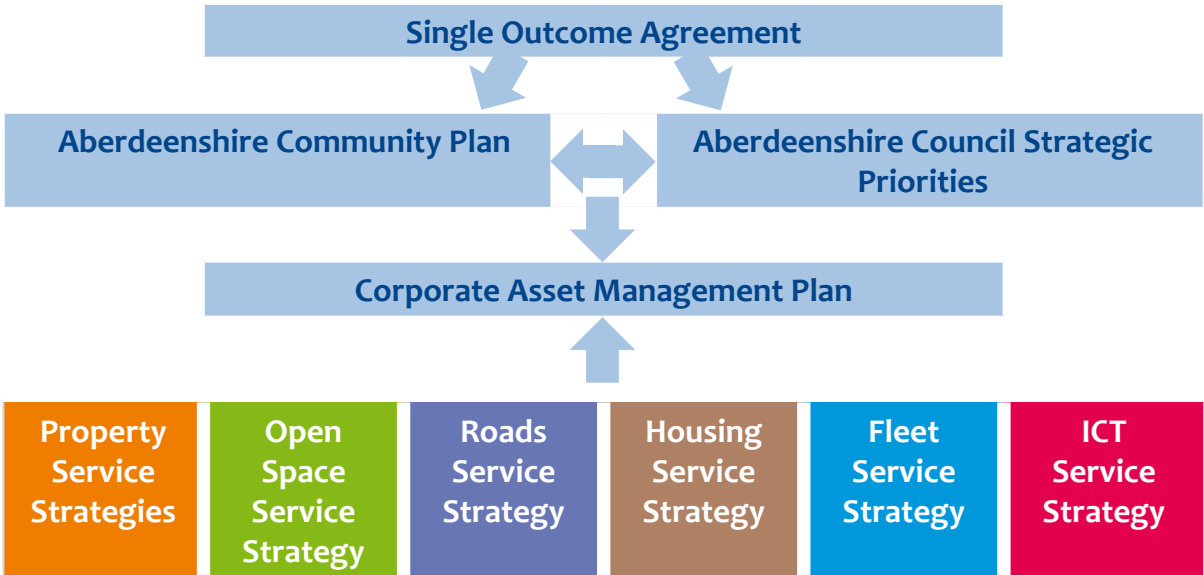 Single Outcome Agreement
Aberdeenshire Community Plan
Aberdeenshire Council Strategic
Priorities
Corporate Asset Management Plan
Property
Service
Strategies
Open
Space
Service
Strategy
Roads
Service
Strategy
Housing
Service
Strategy
Fleet
Service
Strategy
ICT
Service
Strategy